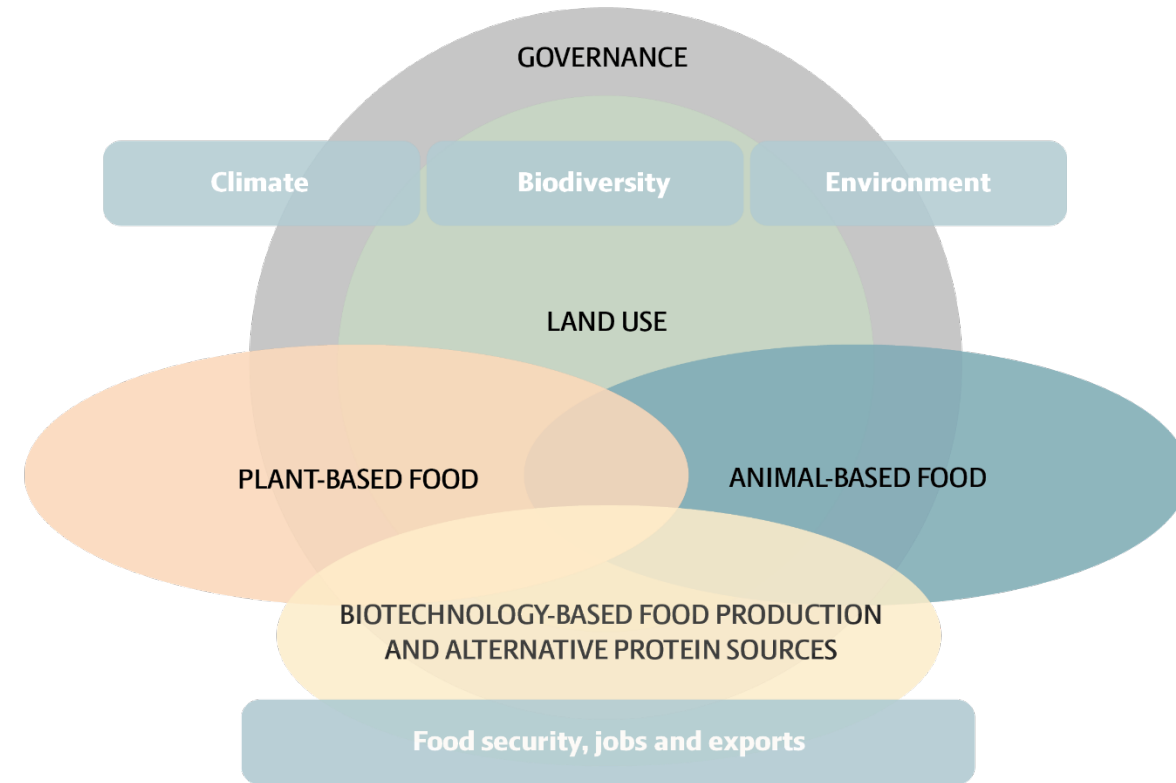 GOVERNANCE
Climate
Biodiversity
Environment
LAND USE
PLANT-BASED FOOD
ANIMAL-BASED FOOD
BIOTECHNOLOGY-BASED FOOD PRODUCTION
AND ALTERNATIVE PROTEIN SOURCES
Food security, jobs and exports